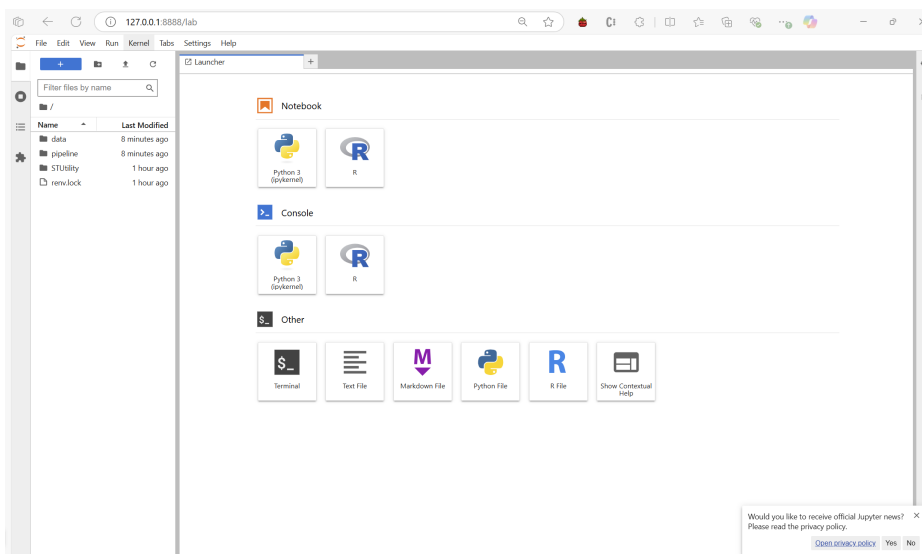 127.0.0.1:8888/lab
File Edit View Run Kernel Tabs Settings Help
Launcher
Filter files by name
/
Name Last Modified
data 8 minutes ago
pipeline 8 minutes ago
STUtility 1 hour ago
renv.lock 1 hour ago
Notebook
Python 3
(ipykernel)
R
Console
Python 3
(ipykernel)
R
$_ Other
Terminal
Text File
Markdown File
Python File
R File
Show Contextual
Help
Would you like to receive official Jupyter news?
Please read the privacy policy.
Open privacy policy Yes No